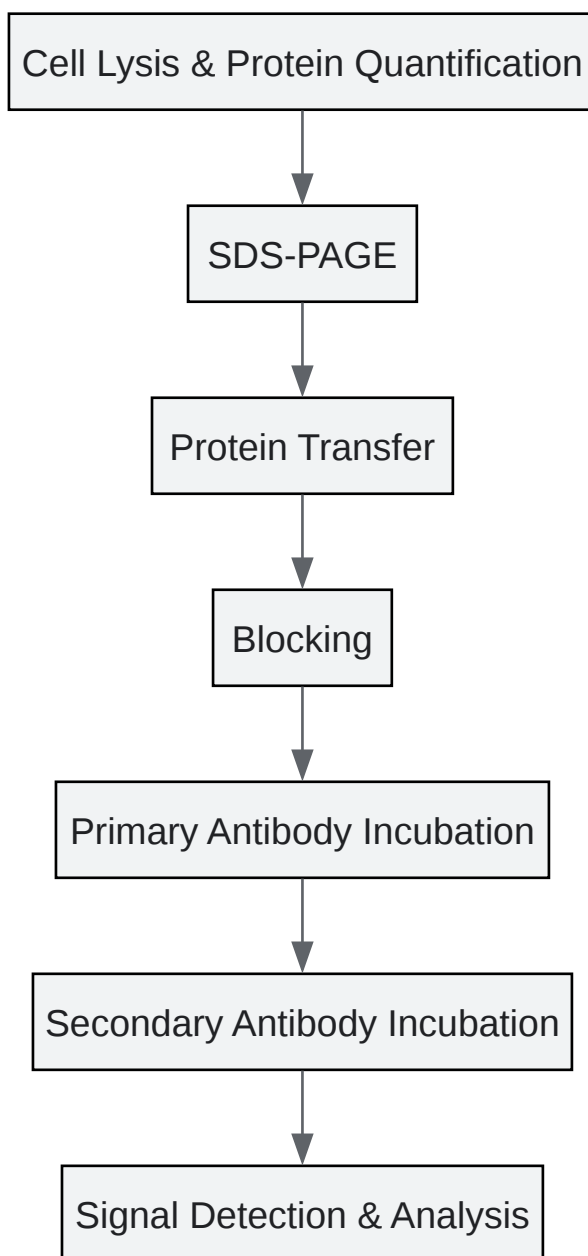 Cell Lysis & Protein Quantification
SDS-PAGE
Protein Transfer
Blocking
Primary Antibody Incubation
Secondary Antibody Incubation
Signal Detection & Analysis